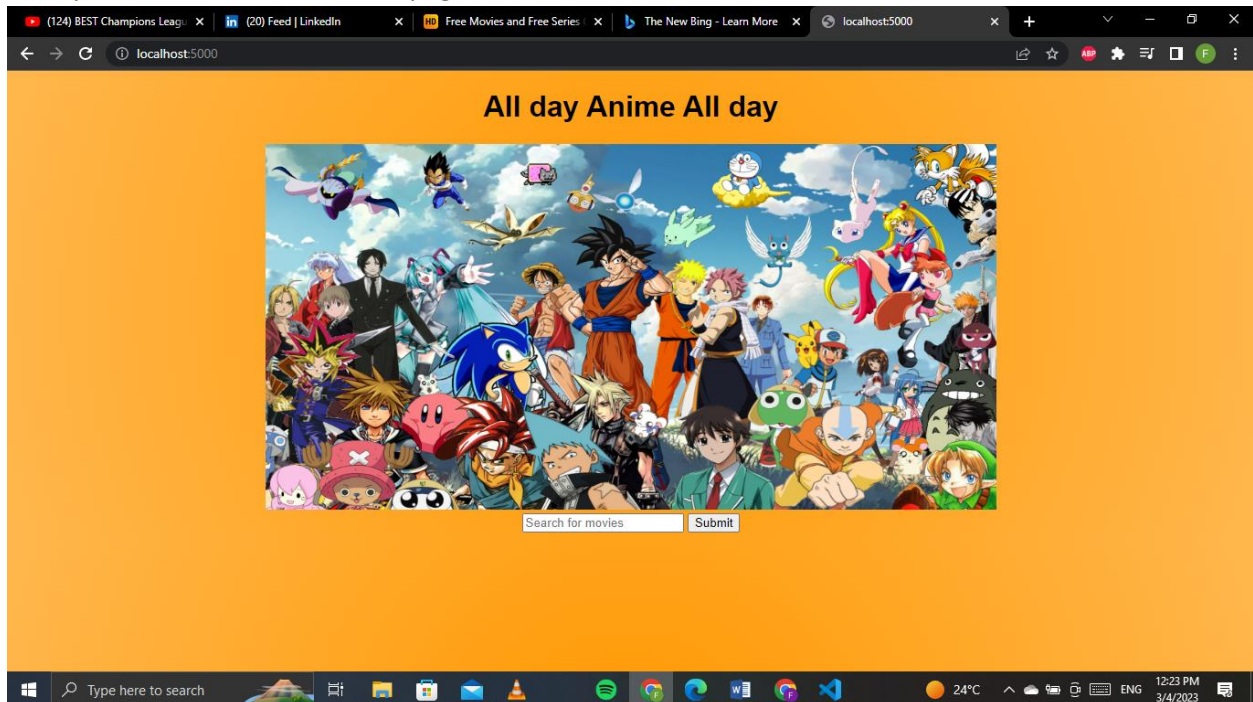 (124) BEST Champions Leagu
(20) Feed | LinkedIn
HD Free Movies and Free Series
The New Bing - Learn More
localhost:5000
localhost:5000
ABP
F
All day Anime All day
Search for movies Submit
Type here to search
24°C
ENG
12:23 PM
3/4/2023